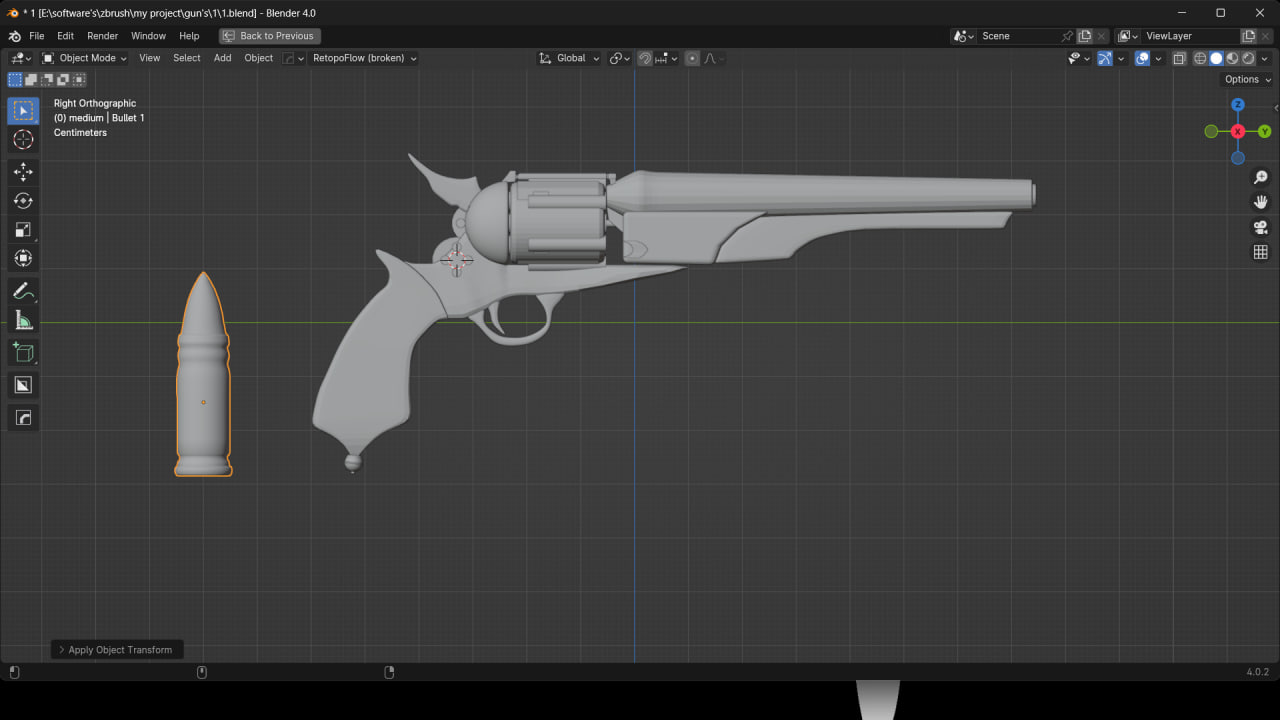 * 1 [E:\software's\zbrush\my project\gun's\1\1.blend] - Blender 4.0
File Edit Render Window Help Back to Previous Scene ViewLayer
Object Mode View Select Add Object RetopoFlow (broken) Global
Options
Right Orthographic
(0) medium | Bullet 1
Centimeters
Z
X
Y
Apply Object Transform
4.0.2